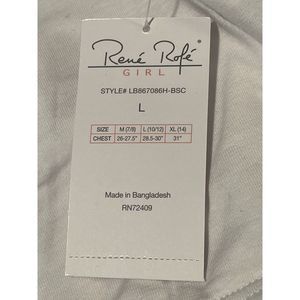 René Rofé
GIRL
STYLE# LB867086H-BSC
L
SIZE M (7/8) L (10/12) XL (14)
CHEST 26-27.5" 28.5-30" 31"
Made in Bangladesh
RN72409